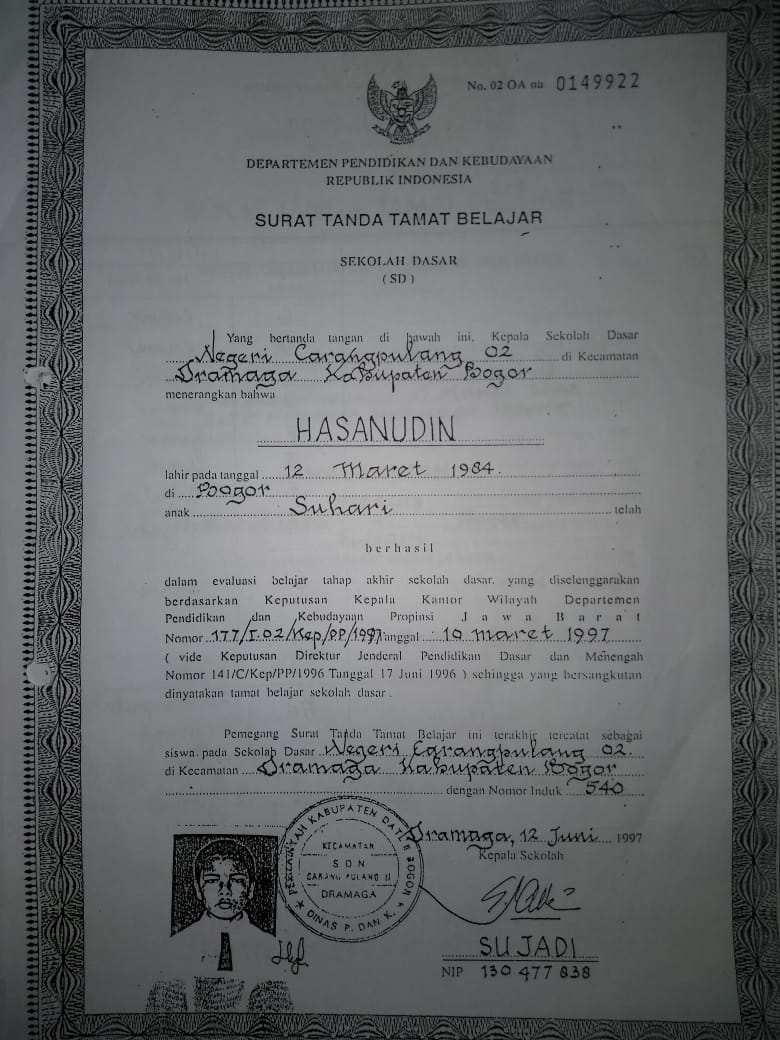 No. 02 OA oa 0149922
DEPARTEMEN PENDIDIKAN DAN KEBUDAYAAN
REPUBLIK INDONESIA
SURAT TANDA TAMAT BELAJAR
SEKOLAH DASAR
( SD )
Yang bertanda tangan di bawah ini, Kepala Sekolah Dasar
Negeri Carangpulang 02 di Kecamatan
Dramaga Kabupaten Bogor
menerangkan bahwa
HASANUDIN
lahir pada tanggal 12 Maret 1984.
di Bogor
anak Suhari telah
berhasil
dalam evaluasi belajar tahap akhir sekolah dasar, yang diselenggarakan
berdasarkan Keputusan Kepala Kantor Wilayah Departemen
Pendidikan dan Kebudayaan Propinsi Jawa Barat
Nomor 177/I.02/Kep/PP/1997 Tanggal : 10 Maret 1997
( vide Keputusan Direktur Jenderal Pendidikan Dasar dan Menengah
Nomor 141/C/Kep/PP/1996 Tanggal 17 Juni 1996 ) sehingga yang bersangkutan
dinyatakan tamat belajar sekolah dasar.
Pemegang Surat Tanda Tamat Belajar ini terakhir tercatat sebagai
siswa, pada Sekolah Dasar Negeri Carangpulang 02.
di Kecamatan Dramaga Kabupaten Bogor
dengan Nomor Induk 540
Dramaga, 12 Juni 1997
Kepala Sekolah
PEMERINTAH KABUPATEN DATI II BOGOR
KECAMATAN
SDN
CARANG PULANG II
DRAMAGA
DINAS P. DAN K.
SUJADI
NIP 130 477 838